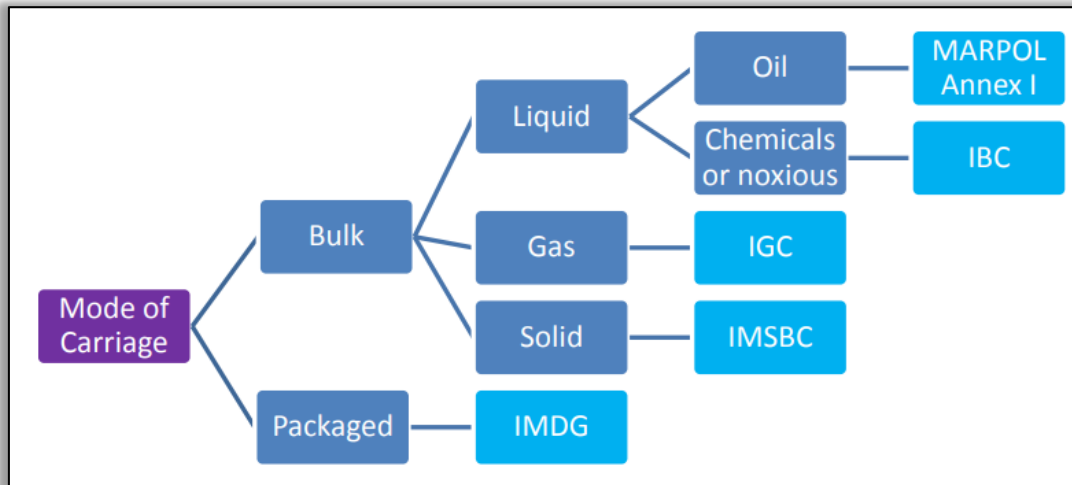 Mode of
Carriage
Bulk
Packaged
Liquid
Gas
Solid
IMDG
Oil
Chemicals
or noxious
IGC
IMSBC
MARPOL
Annex I
IBC